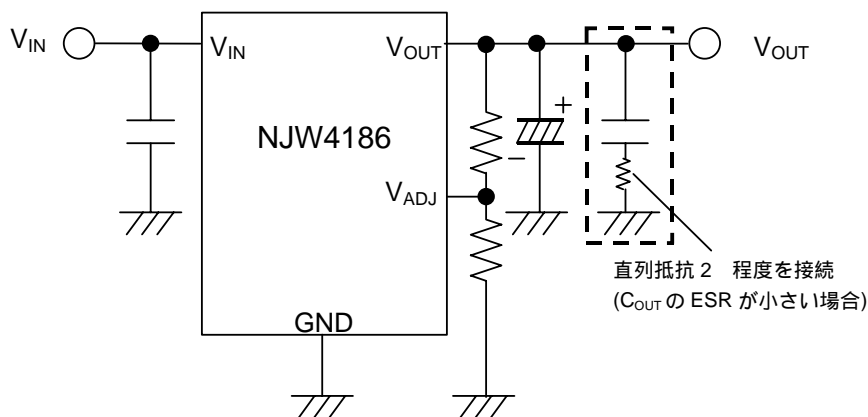 VIN
VIN
VOUT
VOUT
NJW4186
VADJ
GND
+
−
直列抵抗 2　程度を接続
(COUT の ESR が小さい場合)